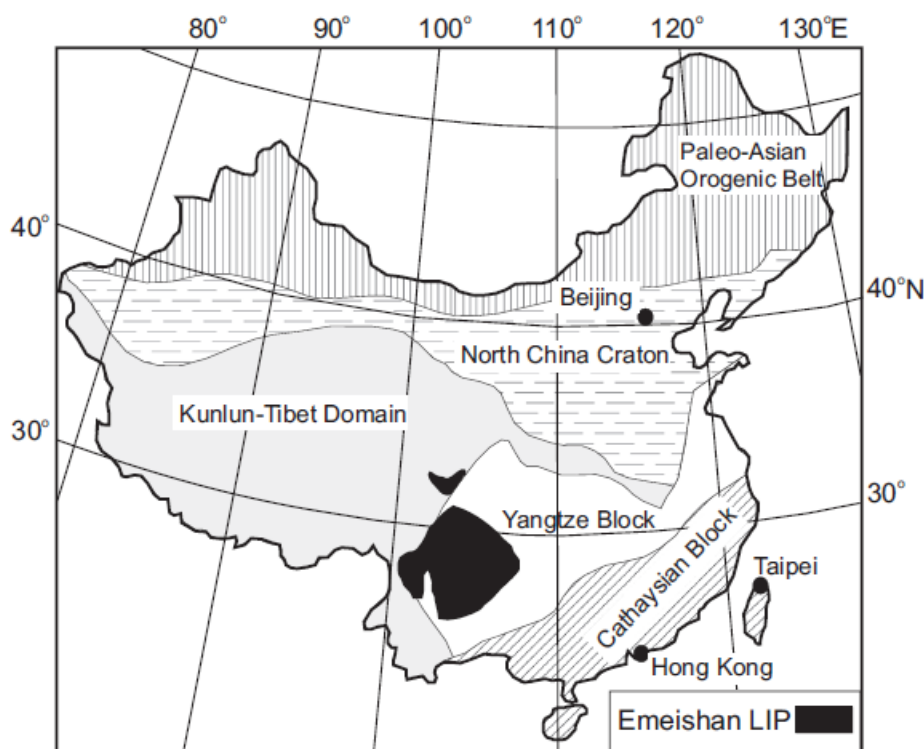 80° 90° 100° 110° 120° 130°E
Paleo-Asian
Orogenic Belt
40°
Beijing
40°N
North China Craton
Kunlun-Tibet Domain
30°
30°
Yangtze Block
Cathaysian Block
Taipei
Hong Kong
Emeishan LIP